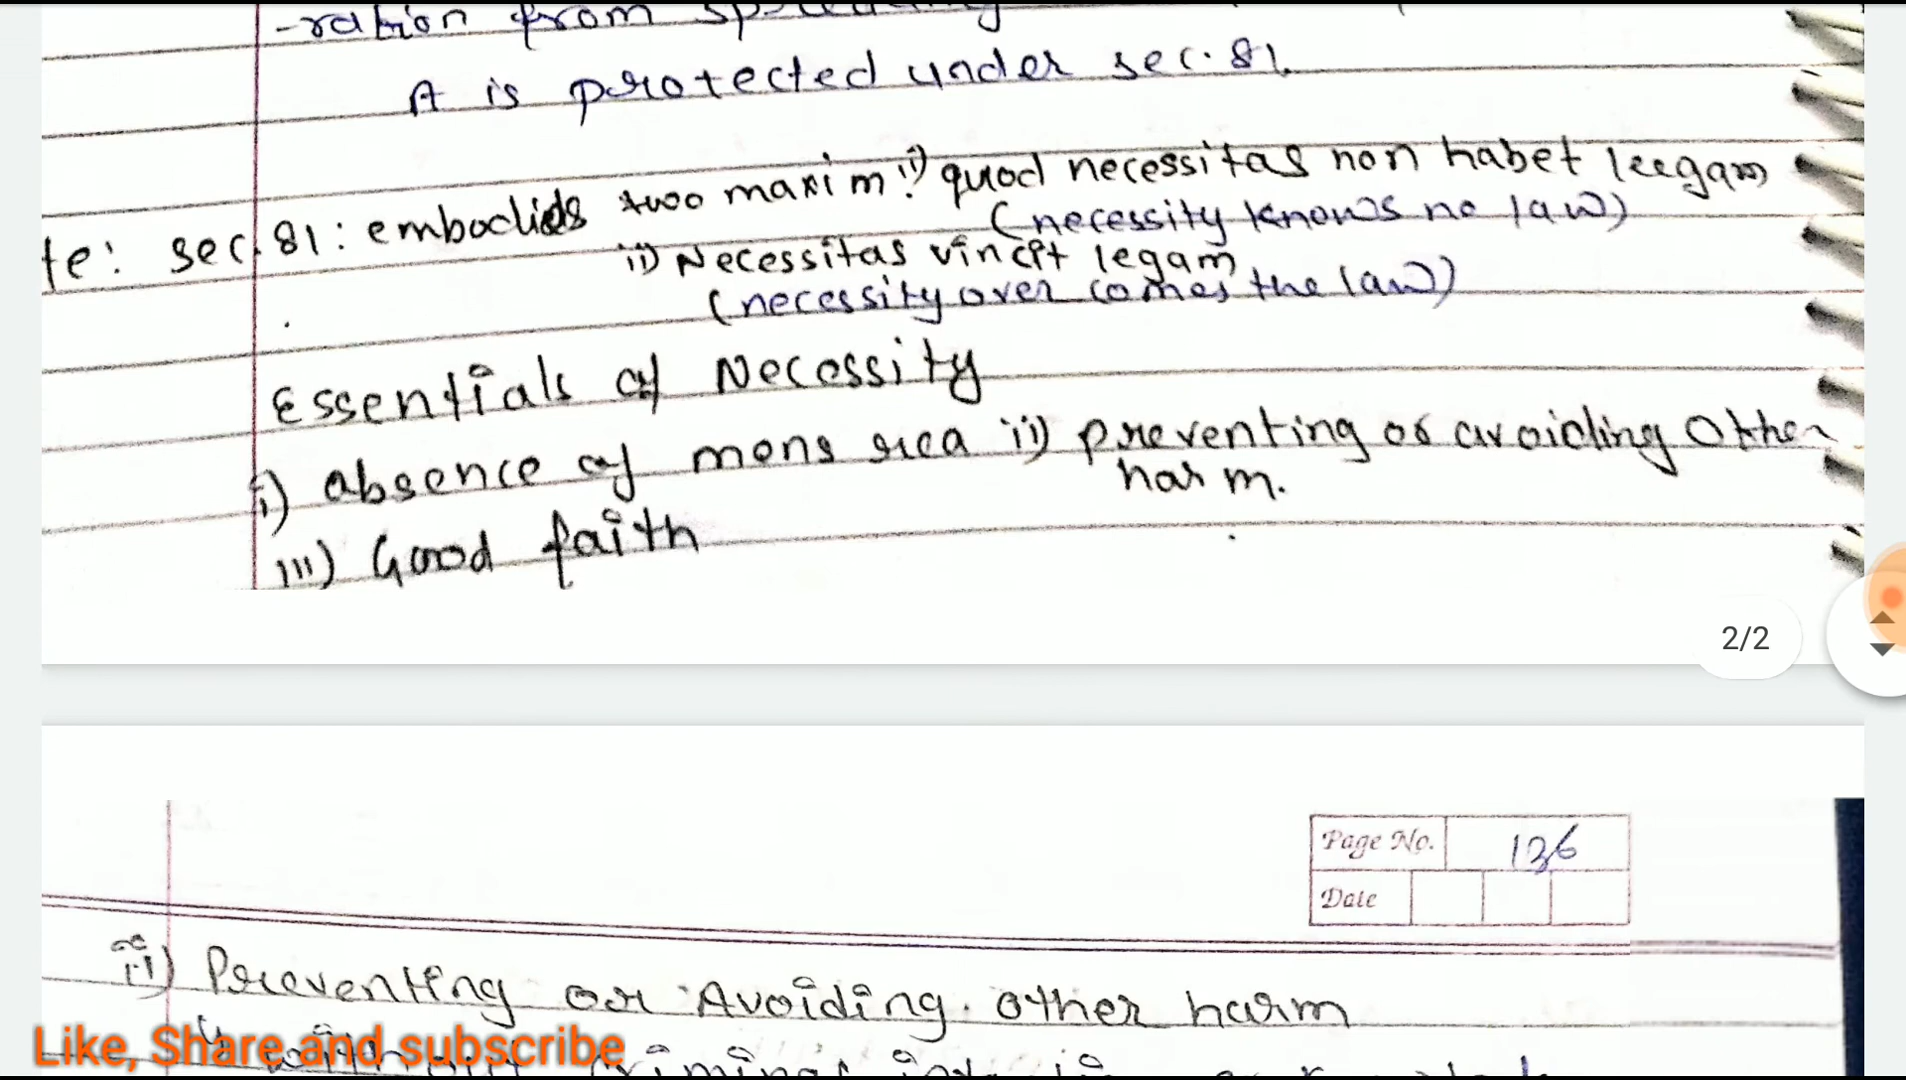 -ration from
A is protected under sec. 81.
te: sec. 81: embodies two maxim: i) quod necessitas non habet leegam
(necessity knows no law)
ii) Necessitas vincit legam
(necessity over comes the law)
Essentials of Necessity
i) absence of mens rea ii) preventing or avoiding other
harm.
iii) Good faith
2/2
Page No. 136
Date
ii) Preventing or Avoiding other harm
Like, Share and subscribe